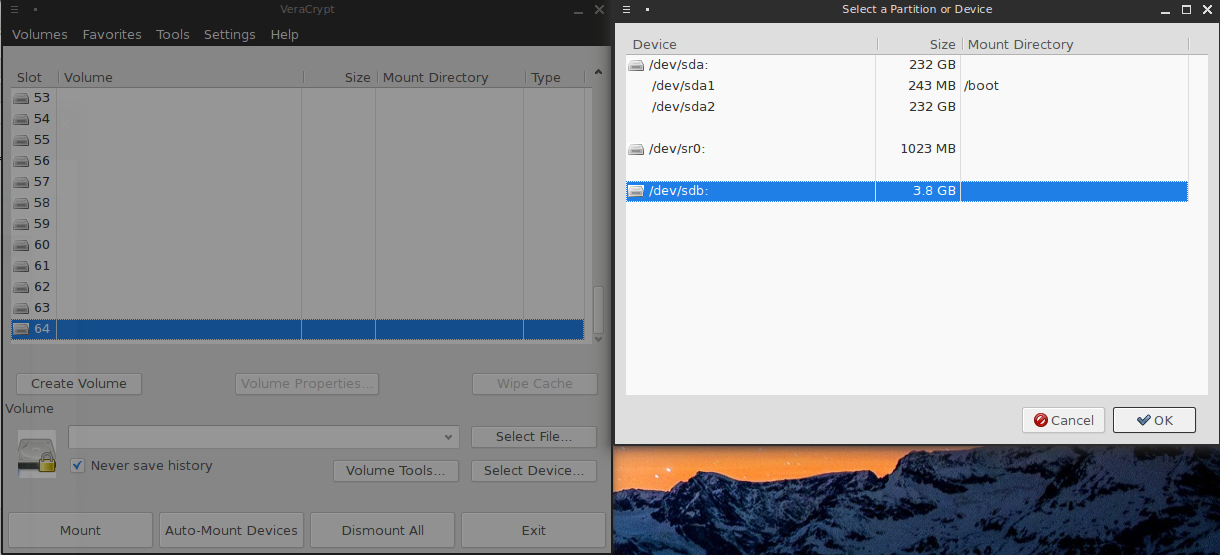 VeraCrypt
Volumes Favorites Tools Settings Help
Slot Volume Size Mount Directory Type
53
54
55
56
57
58
59
60
61
62
63
64
Create Volume Volume Properties... Wipe Cache
Volume
Select File...
Never save history
Volume Tools... Select Device...
Mount Auto-Mount Devices Dismount All Exit
Select a Partition or Device
Device Size Mount Directory
/dev/sda: 232 GB
/dev/sda1 243 MB /boot
/dev/sda2 232 GB
/dev/sr0: 1023 MB
/dev/sdb: 3.8 GB
Cancel OK